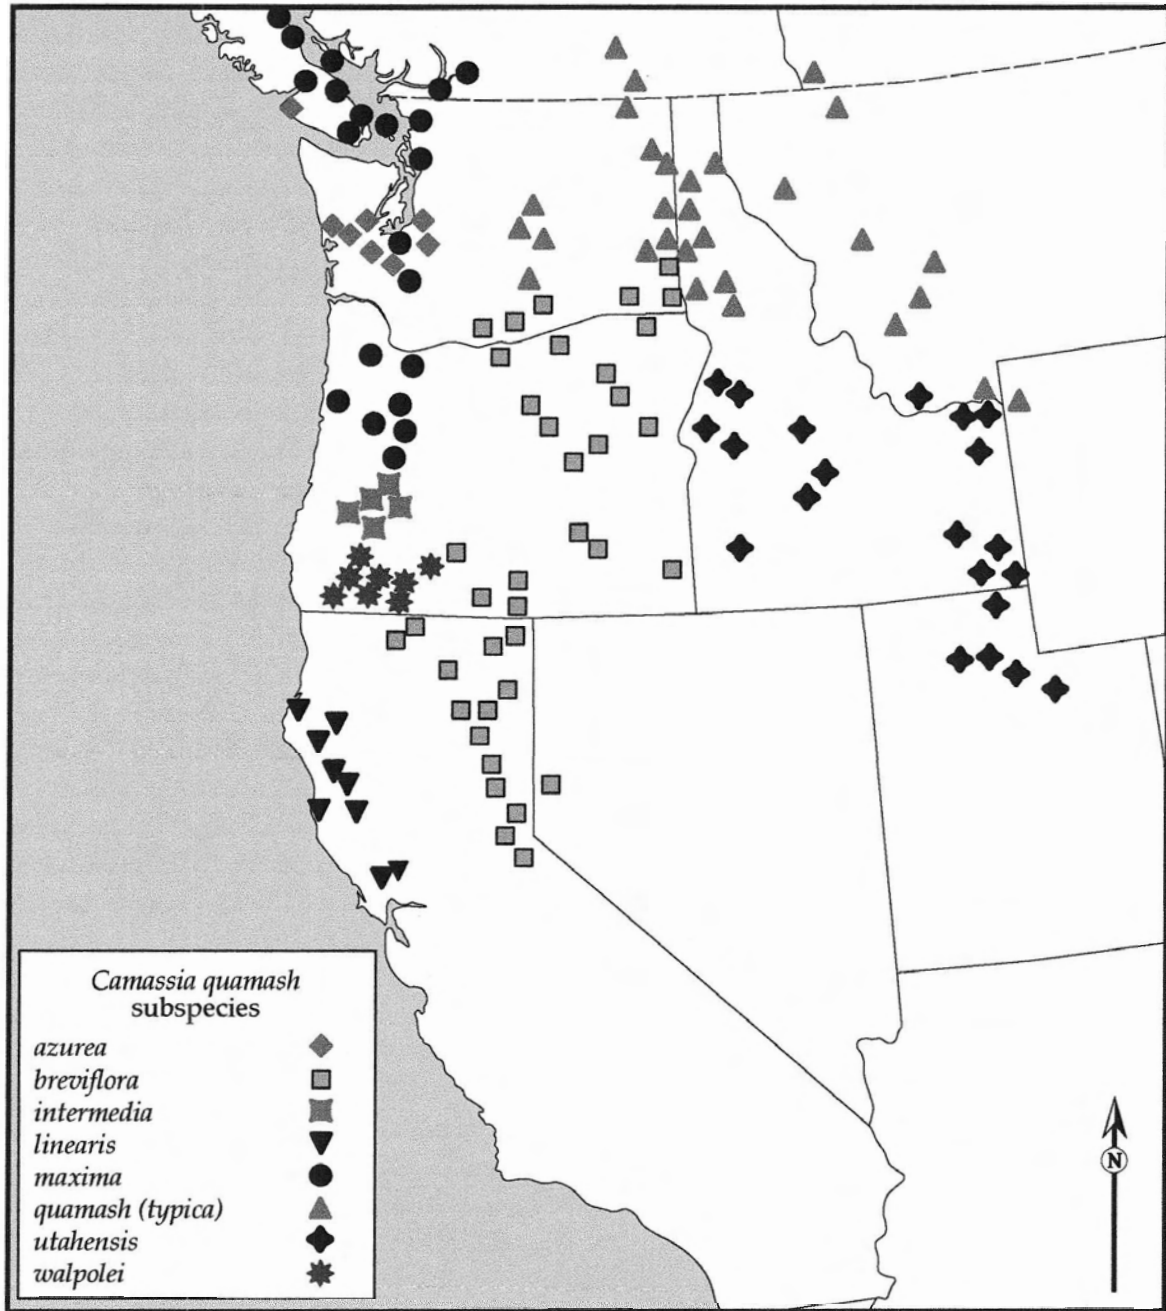 Camassia quamash
subspecies
azurea
breviflora
intermedia
linearis
maxima
quamash (typica)
utahensis
walpolei
N